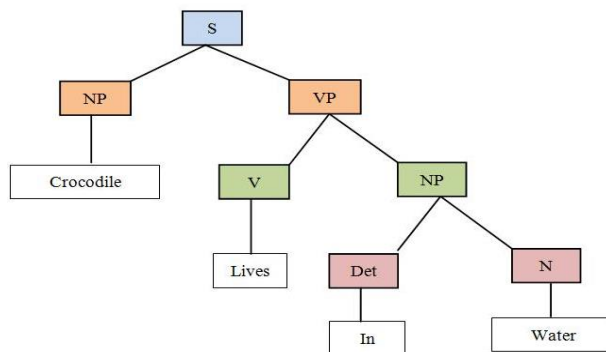 S
NP VP
Crocodile V NP
Lives Det N
In Water